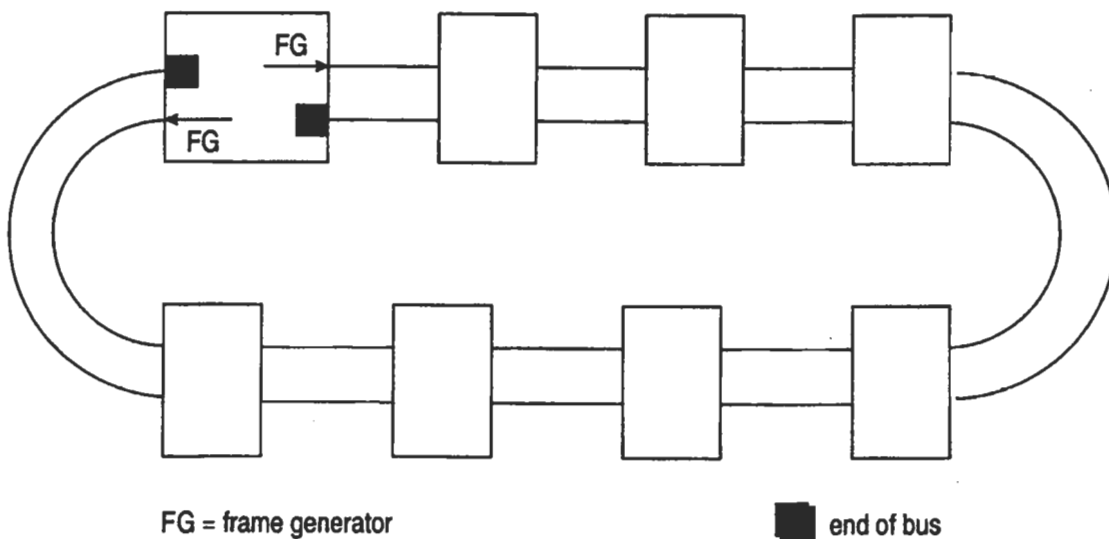 FG
FG
FG = frame generator
end of bus